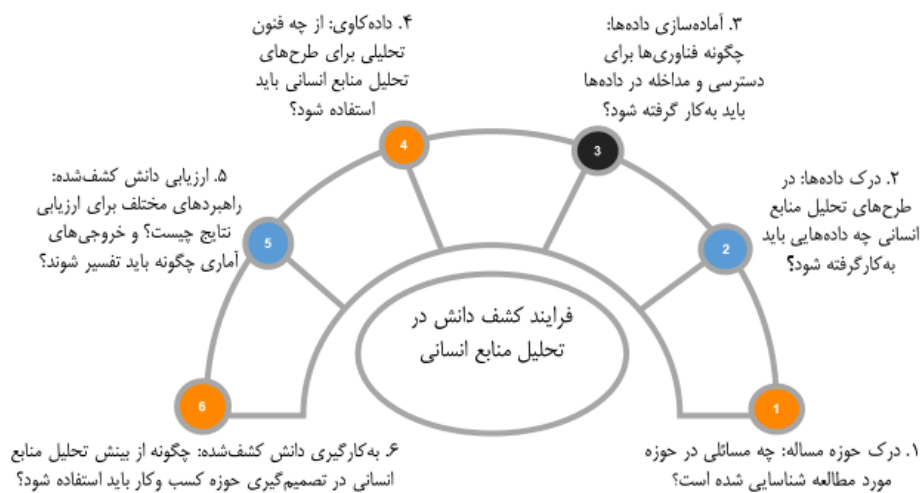 ۴. داده‌کاوی: از چه فنون
تحلیلی برای طرح‌های
تحلیل منابع انسانی باید
استفاده شود؟
۳. آماده‌سازی داده‌ها:
چگونه فناوری‌ها برای
دسترسی و مداخله در داده‌ها
باید به‌کار گرفته شود؟
4
3
۵. ارزیابی دانش کشف‌شده:
راهبردهای مختلف برای ارزیابی
نتایج چیست؟ و خروجی‌های
آماری چگونه باید تفسیر شوند؟
5
۲. درک داده‌ها: در
طرح‌های تحلیل منابع
انسانی چه داده‌هایی باید
به‌کارگرفته شود؟
2
فرایند کشف دانش در
تحلیل منابع انسانی
6
1
۶. به‌کارگیری دانش کشف‌شده: چگونه از بینش تحلیل منابع
انسانی در تصمیم‌گیری حوزه کسب وکار باید استفاده شود؟
۱. درک حوزه مساله: چه مسائلی در حوزه
مورد مطالعه شناسایی شده است؟